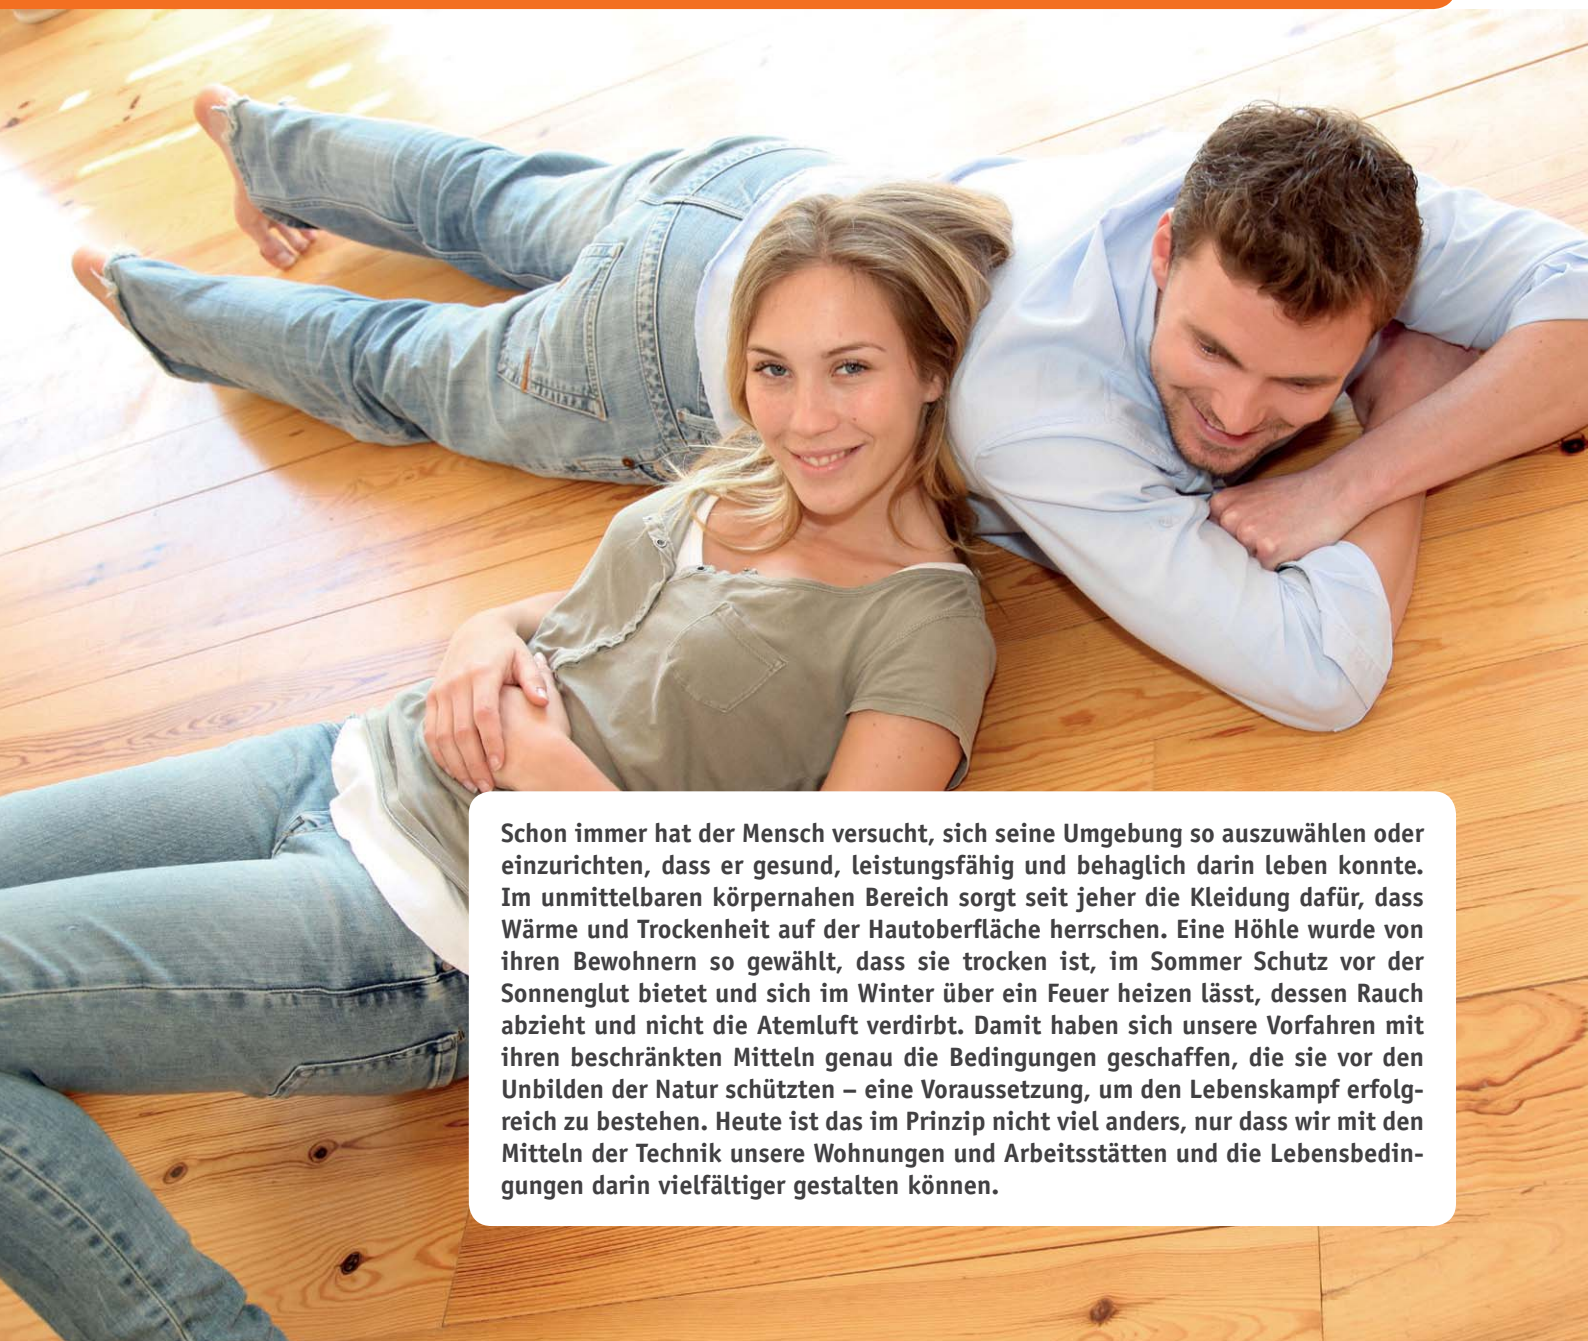 Schon immer hat der Mensch versucht, sich seine Umgebung so auszuwählen oder
einzurichten, dass er gesund, leistungsfähig und behaglich darin leben konnte.
Im unmittelbaren körpernahen Bereich sorgt seit jeher die Kleidung dafür, dass
Wärme und Trockenheit auf der Hautoberfläche herrschen. Eine Höhle wurde von
ihren Bewohnern so gewählt, dass sie trocken ist, im Sommer Schutz vor der
Sonnenglut bietet und sich im Winter über ein Feuer heizen lässt, dessen Rauch
abzieht und nicht die Atemluft verdirbt. Damit haben sich unsere Vorfahren mit
ihren beschränkten Mitteln genau die Bedingungen geschaffen, die sie vor den
Unbilden der Natur schützten – eine Voraussetzung, um den Lebenskampf erfolg-
reich zu bestehen. Heute ist das im Prinzip nicht viel anders, nur dass wir mit den
Mitteln der Technik unsere Wohnungen und Arbeitsstätten und die Lebensbedin-
gungen darin vielfältiger gestalten können.